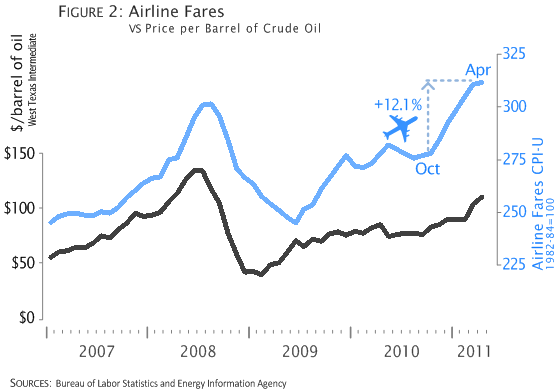 FIGURE 2: Airline Fares
VS Price per Barrel of Crude Oil
$/barrel of oil
West Texas Intermediate
$150
$100
$50
$0
325
300
275
250
225
Airline Fares CPI-U
1982-84=100
+12.1%
Oct
Apr
2007 2008 2009 2010 2011
SOURCES: Bureau of Labor Statistics and Energy Information Agency